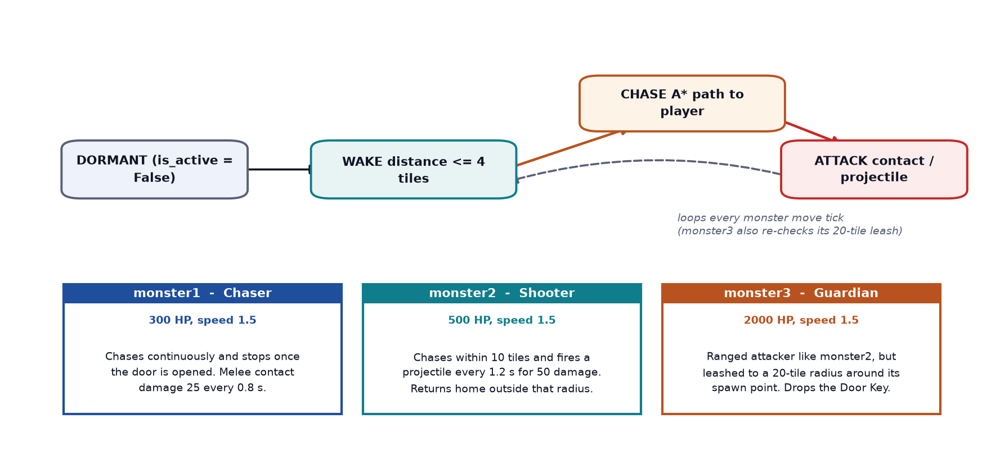 DORMANT (is_active =
False)
WAKE distance <= 4
tiles
CHASE A* path to
player
ATTACK contact /
projectile
loops every monster move tick
(monster3 also re-checks its 20-tile leash)
monster1 - Chaser
300 HP, speed 1.5
Chases continuously and stops once
the door is opened. Melee contact
damage 25 every 0.8 s.
monster2 - Shooter
500 HP, speed 1.5
Chases within 10 tiles and fires a
projectile every 1.2 s for 50 damage.
Returns home outside that radius.
monster3 - Guardian
2000 HP, speed 1.5
Ranged attacker like monster2, but
leashed to a 20-tile radius around its
spawn point. Drops the Door Key.